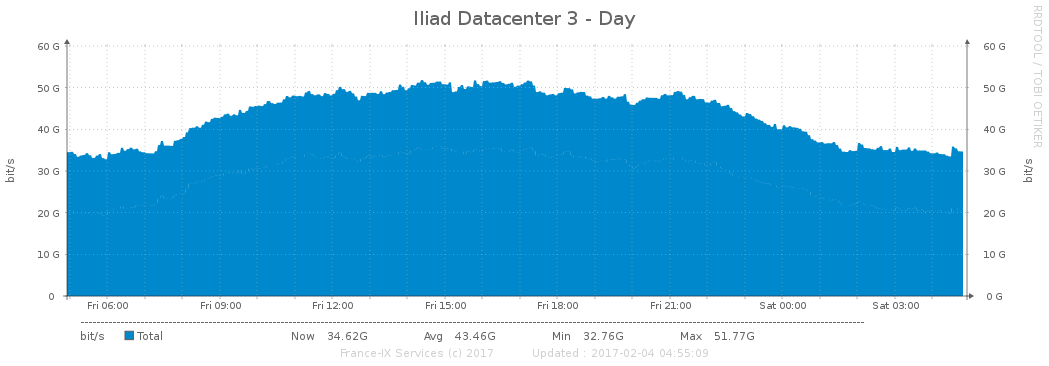 Iliad Datacenter 3 - Day
RRDTOOL / TOBI OETIKER
60 G 60 G
50 G 50 G
40 G 40 G
30 G 30 G
20 G 20 G
10 G 10 G
0 0 G
bit/s bit/s
Fri 06:00 Fri 09:00 Fri 12:00 Fri 15:00 Fri 18:00 Fri 21:00 Sat 00:00 Sat 03:00
bit/s Total Now 34.62G Avg 43.46G Min 32.76G Max 51.77G
France-IX Services (c) 2017 Updated : 2017-02-04 04:55:09